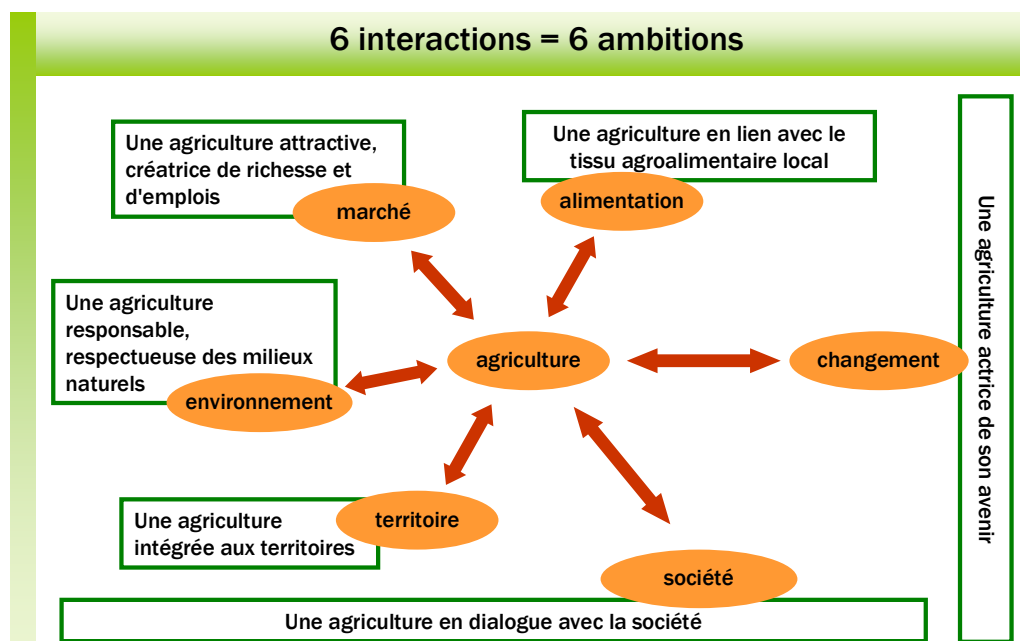 6 interactions = 6 ambitions
Une agriculture attractive,
créatrice de richesse et
d'emplois
marché
Une agriculture en lien avec le
tissu agroalimentaire local
alimentation
Une agriculture
responsable,
respectueuse des milieux
naturels
environnement
agriculture
changement
Une agriculture actrice de son avenir
Une agriculture
intégrée aux territoires
territoire
société
Une agriculture en dialogue avec la société